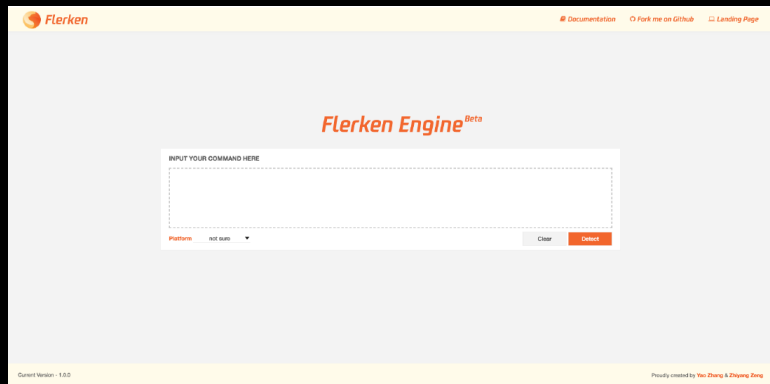 Flerken
Documentation Fork me on Github Landing Page
Flerken Engine Beta
INPUT YOUR COMMAND HERE
Platform not sure Clear Detect
Current Version - 1.0.0
Proudly created by Yao Zhang & Zhiyang Zeng